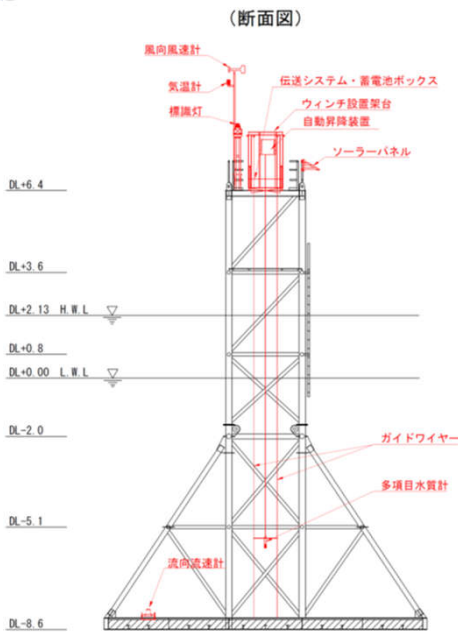 (断面図)
風向風速計
気温計
標識灯
伝送システム・蓄電池ボックス
ウィンチ設置架台
自動昇降装置
ソーラーパネル
DL+6.4
DL+3.6
DL+2.13 H.W.L
DL+0.8
DL+0.00 L.W.L
DL-2.0
ガイドワイヤー
多項目水質計
DL-5.1
流向流速計
DL-8.6